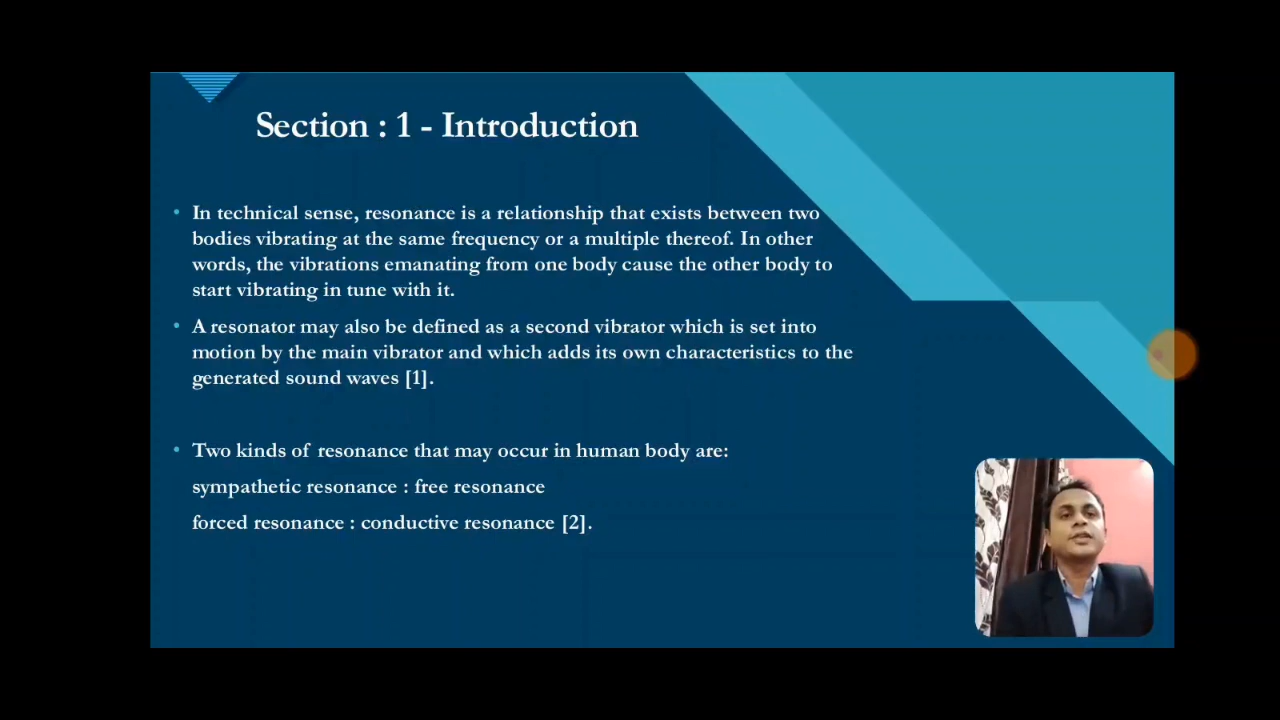 Section : 1 - Introduction
In technical sense, resonance is a relationship that exists between two
bodies vibrating at the same frequency or a multiple thereof. In other
words, the vibrations emanating from one body cause the other body to
start vibrating in tune with it.
A resonator may also be defined as a second vibrator which is set into
motion by the main vibrator and which adds its own characteristics to the
generated sound waves [1].
Two kinds of resonance that may occur in human body are:
sympathetic resonance : free resonance
forced resonance : conductive resonance [2].